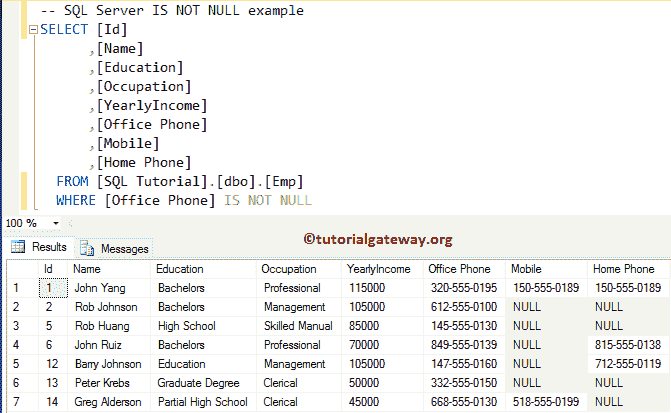 -- SQL Server IS NOT NULL example
SELECT [Id]
,[Name]
,[Education]
,[Occupation]
,[YearlyIncome]
,[Office Phone]
,[Mobile]
,[Home Phone]
FROM [SQL Tutorial].[dbo].[Emp]
WHERE [Office Phone] IS NOT NULL
100 %
©tutorialgateway.org
Results Messages
Id Name Education Occupation YearlyIncome Office Phone Mobile Home Phone
1 1 John Yang Bachelors Professional 115000 320-555-0195 150-555-0189 150-555-0189
2 2 Rob Johnson Bachelors Management 105000 612-555-0100 NULL NULL
3 5 Rob Huang High School Skilled Manual 85000 145-555-0130 NULL NULL
4 6 John Ruiz Bachelors Professional 70000 849-555-0139 NULL 815-555-0138
5 12 Barry Johnson Education Management 105000 147-555-0160 NULL 712-555-0119
6 13 Peter Krebs Graduate Degree Clerical 50000 332-555-0150 NULL NULL
7 14 Greg Alderson Partial High School Clerical 45000 668-555-0130 518-555-0199 NULL